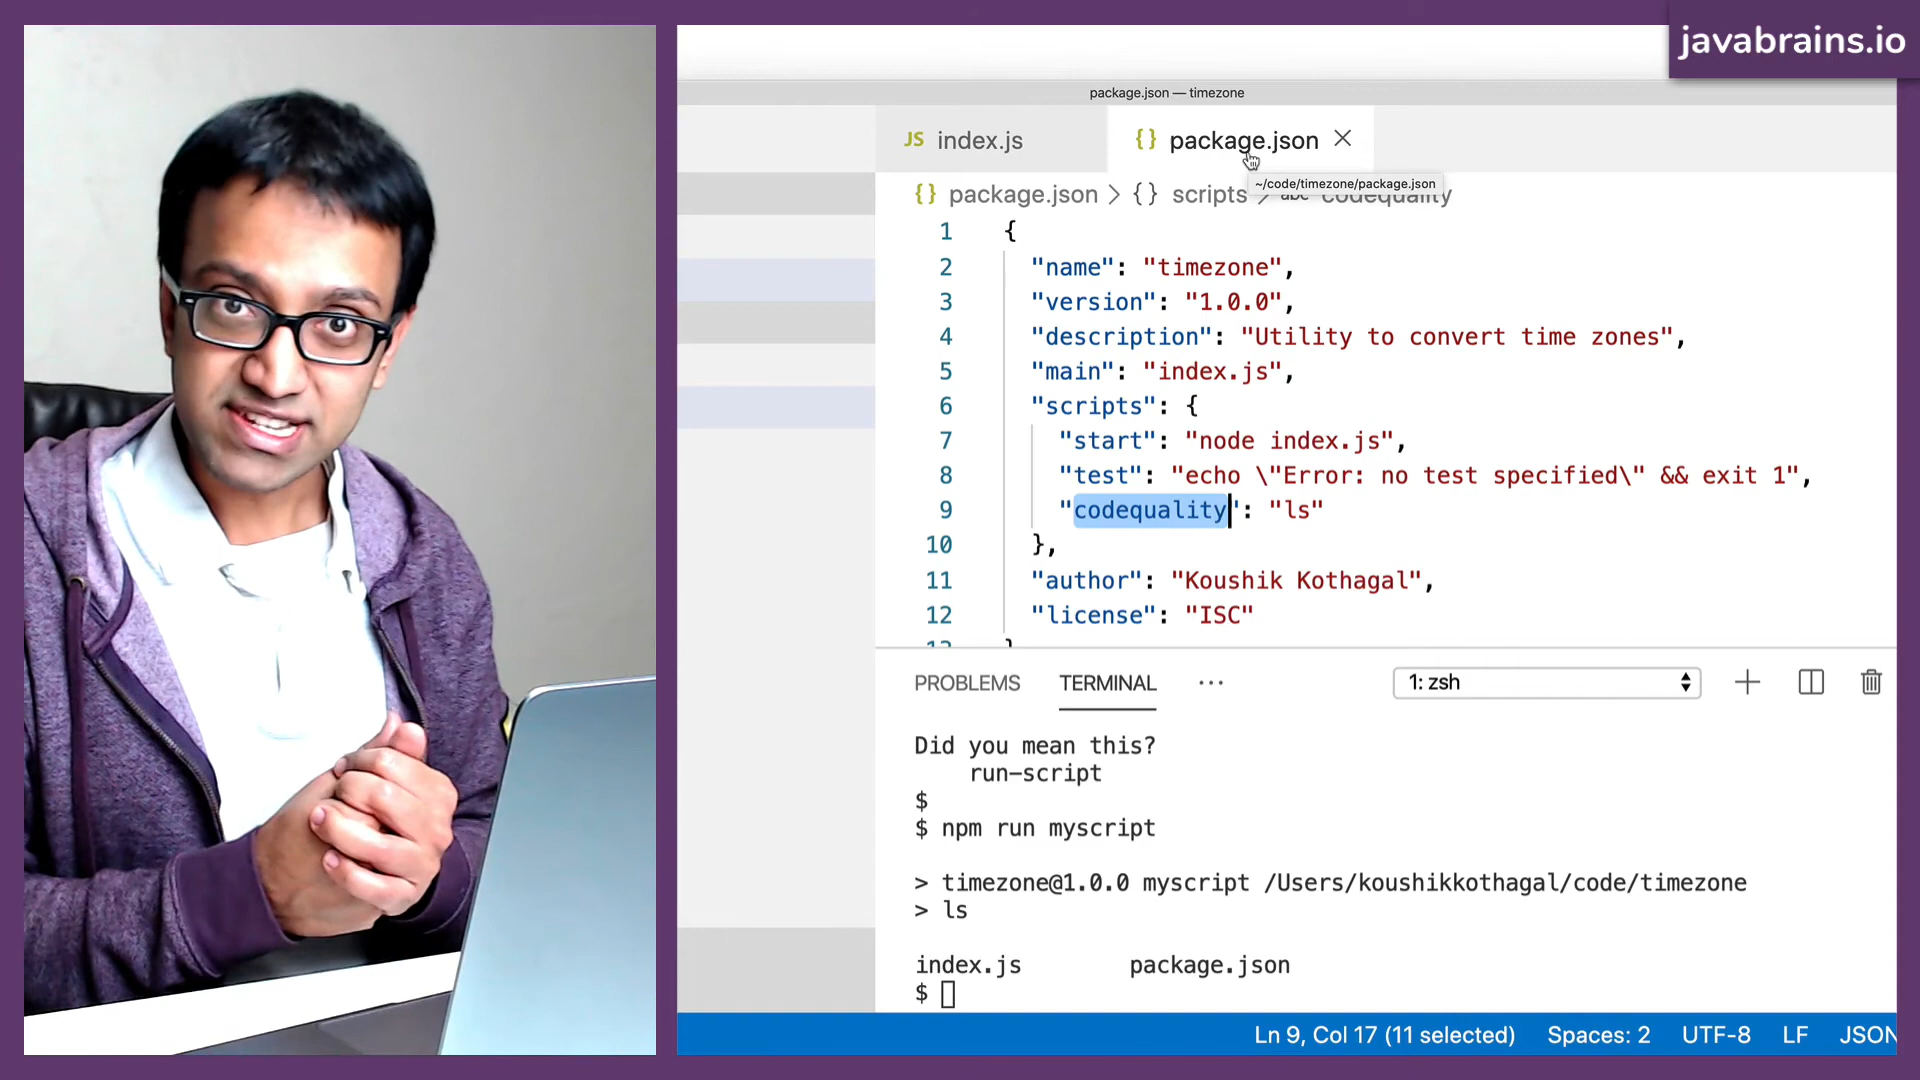 javabrains.io
package.json — timezone
JS index.js
{} package.json
~/code/timezone/package.json
{} package.json > {} scripts > abc codequality
1 {
2 "name": "timezone",
3 "version": "1.0.0",
4 "description": "Utility to convert time zones",
5 "main": "index.js",
6 "scripts": {
7 "start": "node index.js",
8 "test": "echo \"Error: no test specified\" && exit 1",
9 "codequality": "ls"
10 },
11 "author": "Koushik Kothagal",
12 "license": "ISC"
13 }
PROBLEMS TERMINAL ··· 1: zsh
Did you mean this?
run-script
$
$ npm run myscript
> timezone@1.0.0 myscript /Users/koushikkothagal/code/timezone
> ls
index.js package.json
$
Ln 9, Col 17 (11 selected) Spaces: 2 UTF-8 LF JSON